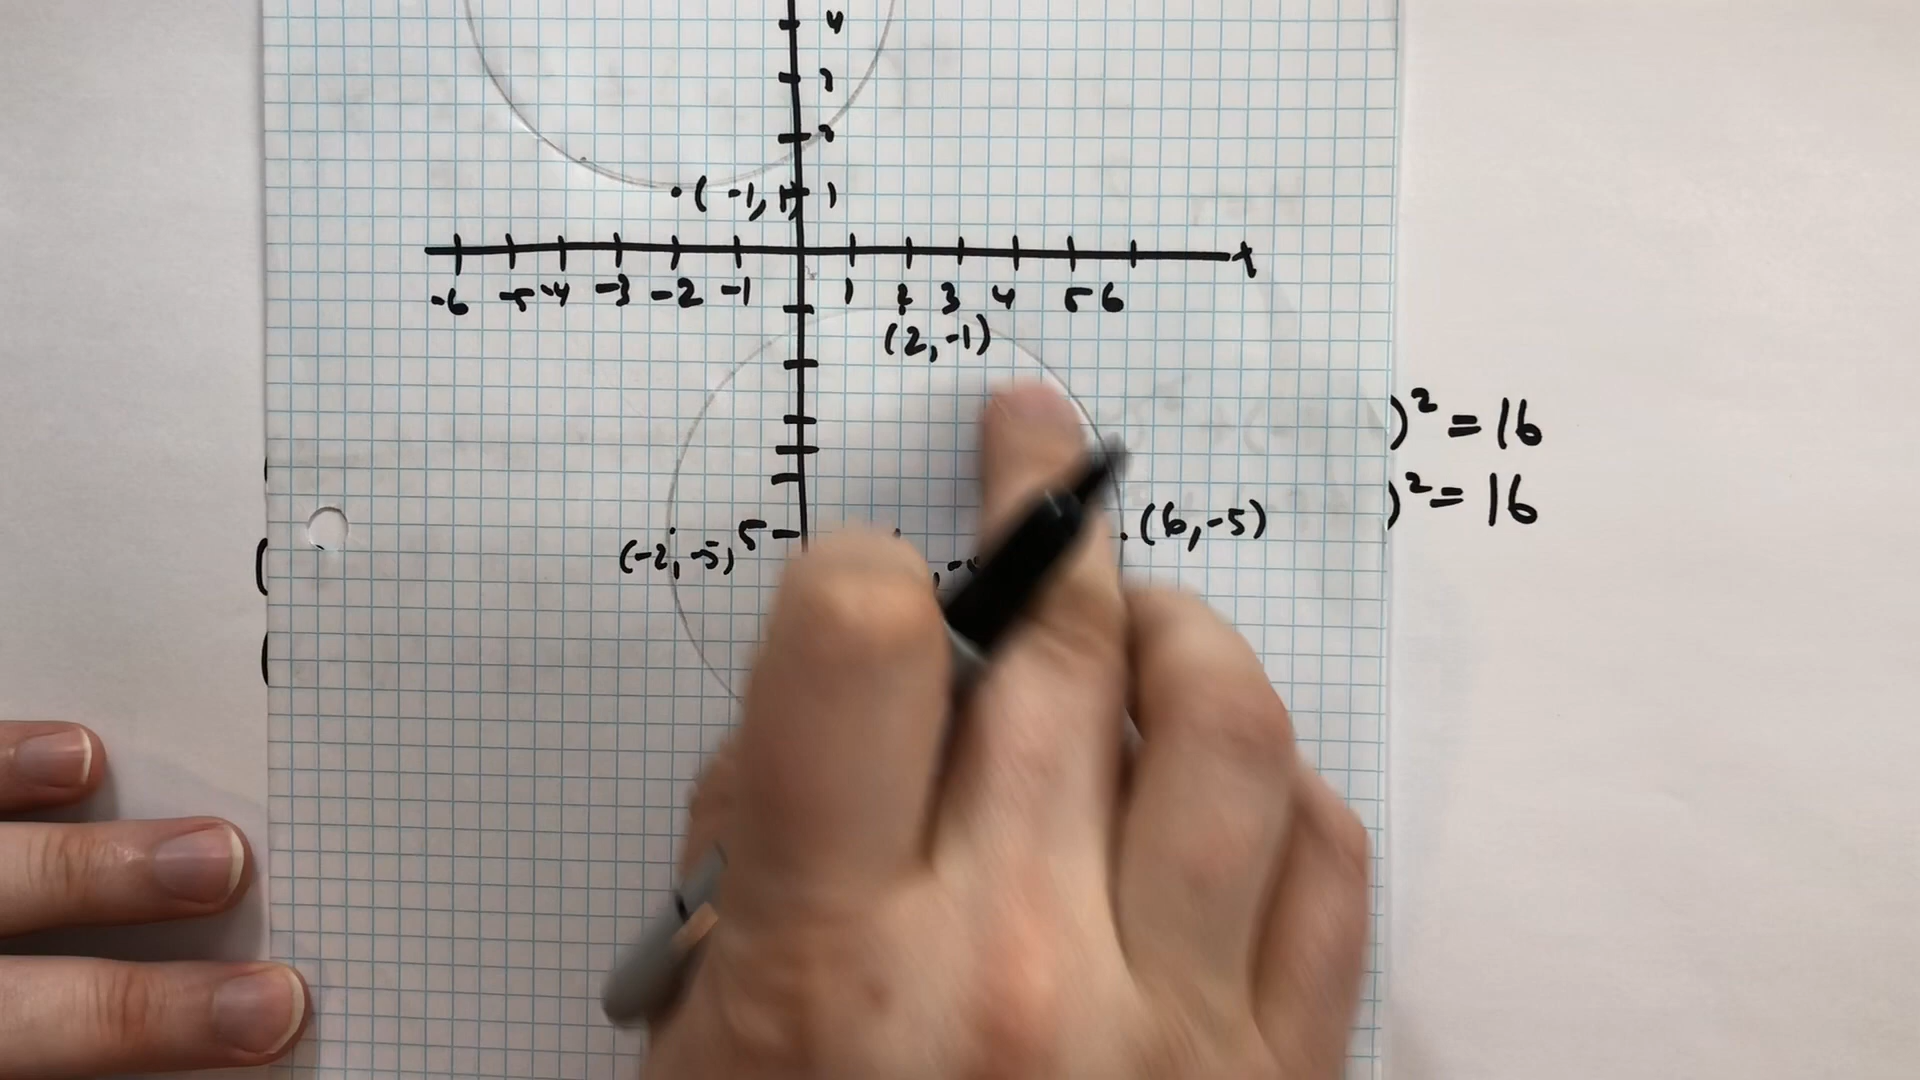 4
3
2
(-1, 1) 1
-6 -5 -4 -3 -2 -1 1 2 3 4 5 6
(2, -1)
)² = 16
)² = 16
(6, -5)
(-2, -5) 5
(
(